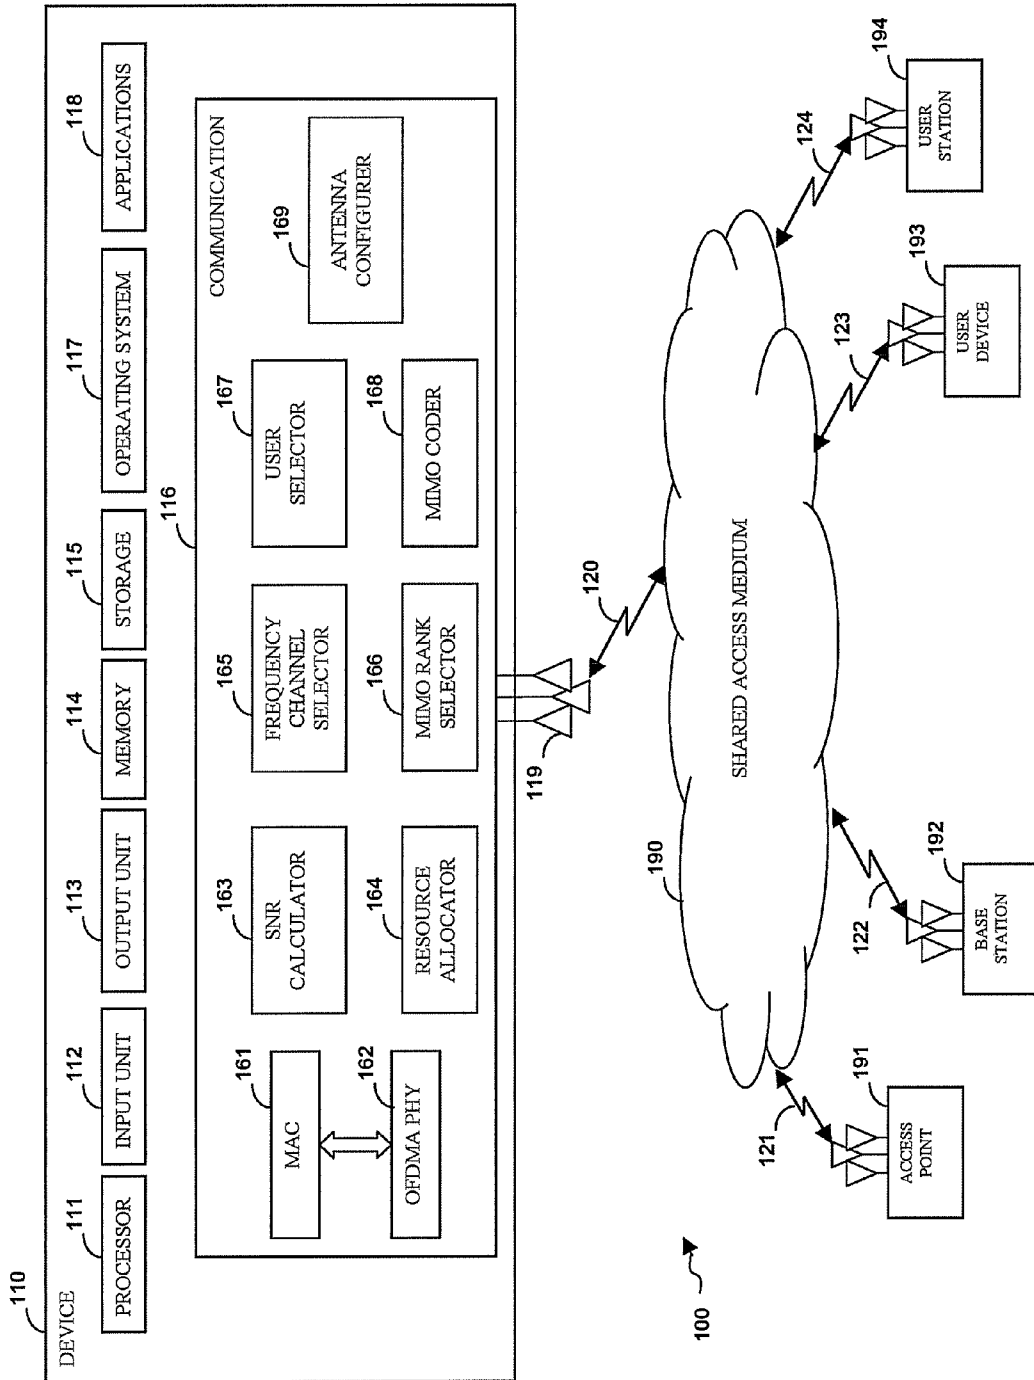 110
DEVICE
111
PROCESSOR
112
INPUT UNIT
113
OUTPUT UNIT
114
MEMORY
115
STORAGE
117
OPERATING SYSTEM
118
APPLICATIONS
116
COMMUNICATION
161
MAC
162
OFDMA PHY
163
SNR
CALCULATOR
164
RESOURCE
ALLOCATOR
165
FREQUENCY
CHANNEL
SELECTOR
166
MIMO RANK
SELECTOR
167
USER
SELECTOR
168
MIMO CODER
169
ANTENNA
CONFIGURER
119
120
190
SHARED ACCESS MEDIUM
100
121
191
ACCESS
POINT
122
192
BASE
STATION
123
193
USER
DEVICE
124
194
USER
STATION